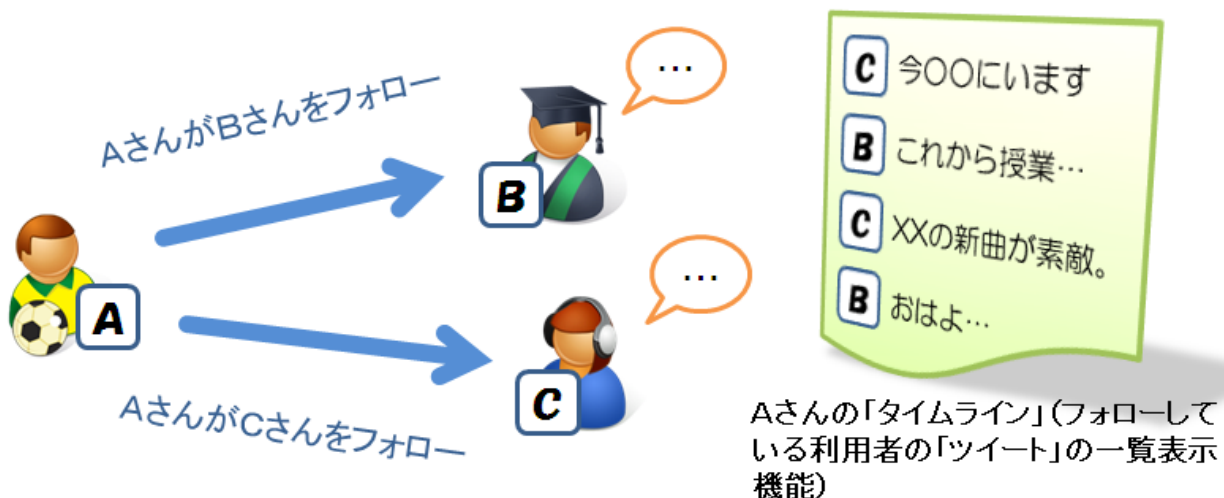 AさんがBさんをフォロー
…
B
A
…
C
AさんがCさんをフォロー
C 今〇〇にいます
B これから授業…
C XXの新曲が素敵。
B おはよ…
Aさんの「タイムライン」(フォローして
いる利用者の「ツイート」の一覧表示
機能)